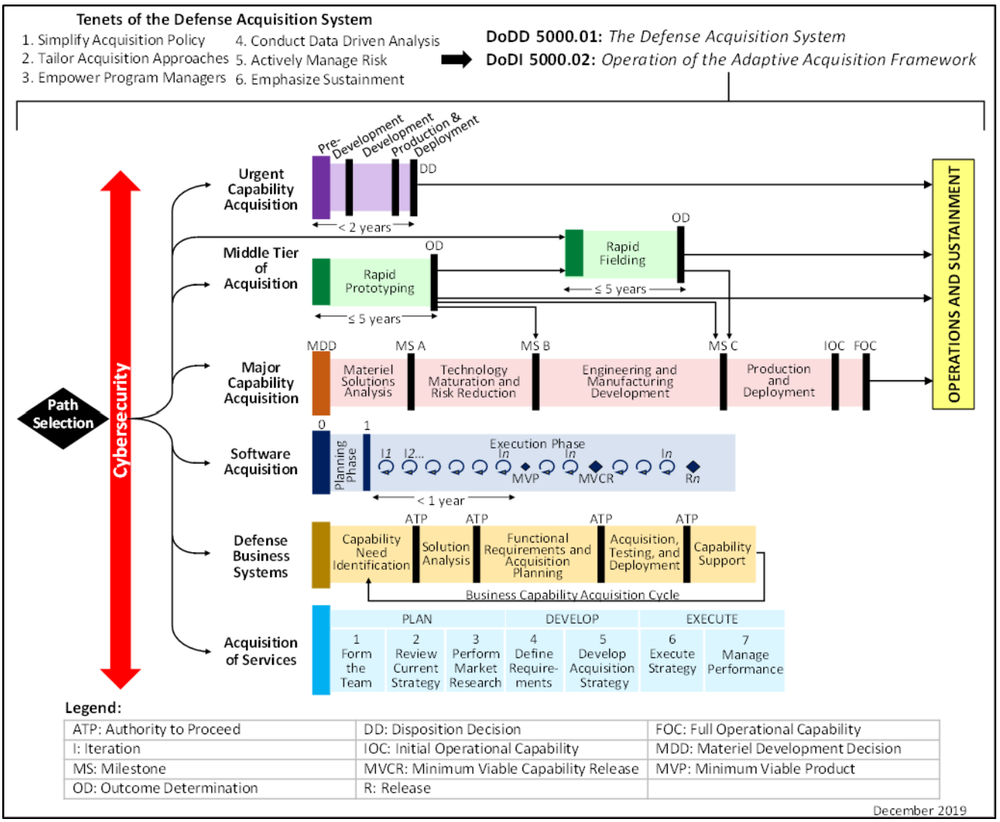 Tenets of the Defense Acquisition System
1. Simplify Acquisition Policy
2. Tailor Acquisition Approaches
3. Empower Program Managers
4. Conduct Data Driven Analysis
5. Actively Manage Risk
6. Emphasize Sustainment
DoDD 5000.01: The Defense Acquisition System
DoDI 5000.02: Operation of the Adaptive Acquisition Framework
Path
Selection
Cybersecurity
Urgent
Capability
Acquisition
Pre-
Development
Development
Production &
Deployment
DD
< 2 years
Middle Tier
of
Acquisition
Rapid
Prototyping
OD
≤ 5 years
Rapid
Fielding
OD
≤ 5 years
Major
Capability
Acquisition
MDD
MS A
MS B
MS C
IOC
FOC
Materiel
Solutions
Analysis
Technology
Maturation and
Risk Reduction
Engineering and
Manufacturing
Development
Production
and
Deployment
OPERATIONS AND SUSTAINMENT
Software
Acquisition
0
1
Planning
Phase
Execution Phase
I1
I2...
In
In
In
MVP
MVCR
Rn
< 1 year
Defense
Business
Systems
ATP
ATP
ATP
ATP
Capability
Need
Identification
Solution
Analysis
Functional
Requirements and
Acquisition
Planning
Acquisition,
Testing, and
Deployment
Capability
Support
Business Capability Acquisition Cycle
Acquisition
of Services
PLAN
DEVELOP
EXECUTE
1
Form
the
Team
2
Review
Current
Strategy
3
Perform
Market
Research
4
Define
Require-
ments
5
Develop
Acquisition
Strategy
6
Execute
Strategy
7
Manage
Performance
Legend:
ATP: Authority to Proceed
DD: Disposition Decision
FOC: Full Operational Capability
I: Iteration
IOC: Initial Operational Capability
MDD: Materiel Development Decision
MS: Milestone
MVCR: Minimum Viable Capability Release
MVP: Minimum Viable Product
OD: Outcome Determination
R: Release
December 2019